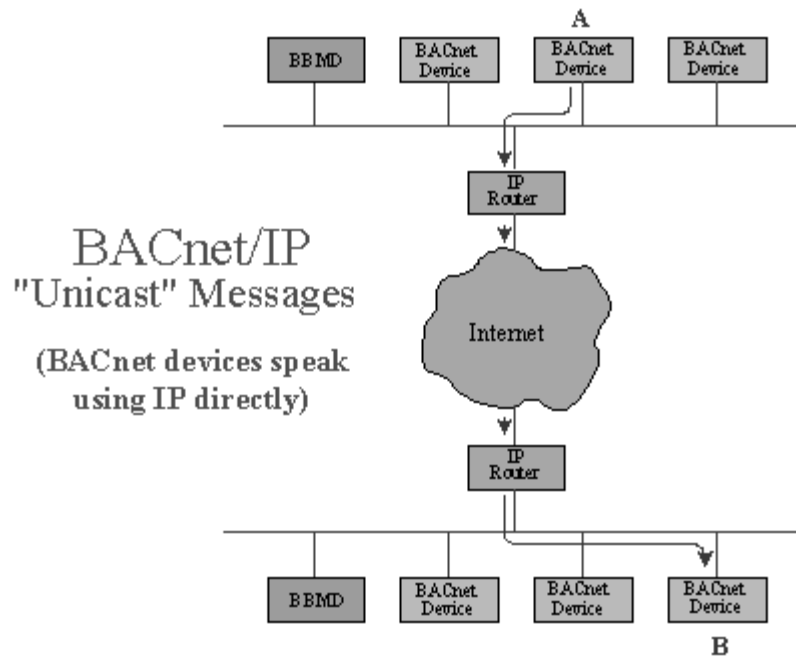 A
BBMD
BACnet
Device
BACnet
Device
BACnet
Device
IP
Router
BACnet/IP
"Unicast" Messages
(BACnet devices speak
using IP directly)
Internet
IP
Router
BBMD
BACnet
Device
BACnet
Device
BACnet
Device
B